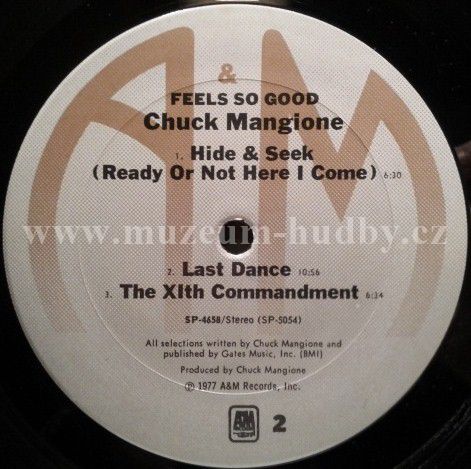 A&M
FEELS SO GOOD
Chuck Mangione
1. Hide & Seek
(Ready Or Not Here I Come) 6:30
www.muzeum-hudby.cz
2. Last Dance 10:56
3. The XIth Commandment 6:34
SP-4658/Stereo (SP-5054)
All selections written by Chuck Mangione and
published by Gates Music, Inc. (BMI)
Produced by Chuck Mangione
Ⓟ 1977 A&M Records, Inc.
A&M 2